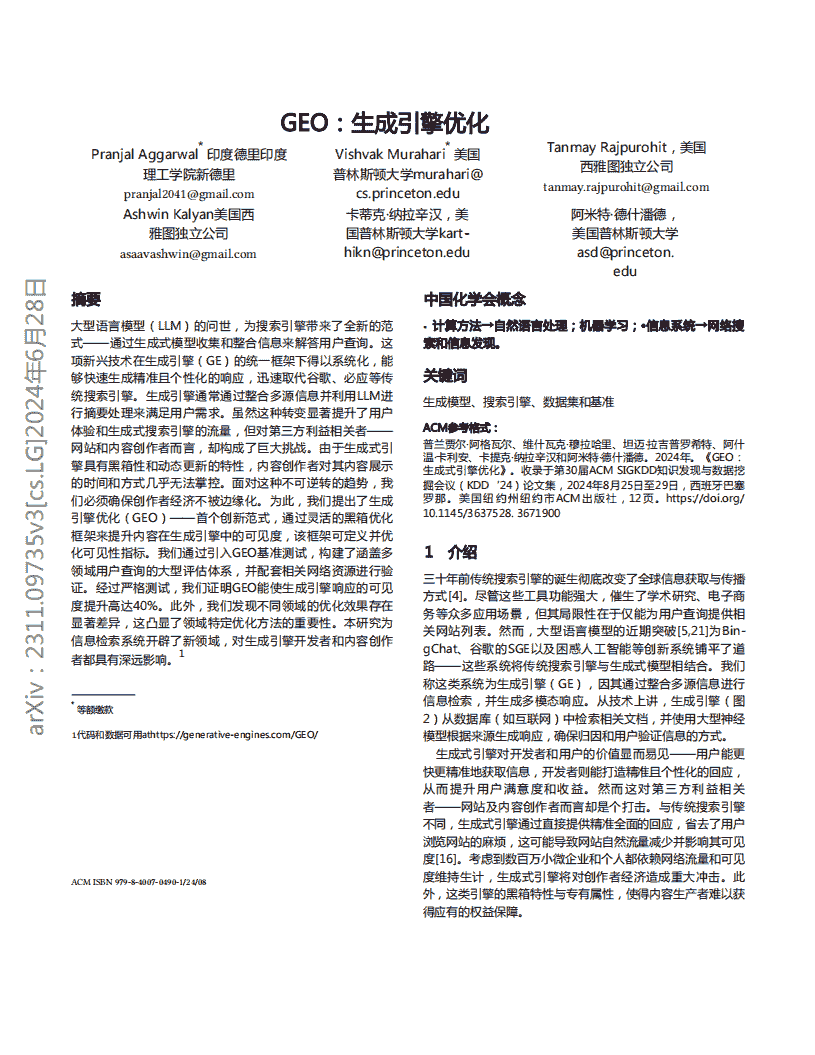 GEO：生成引擎优化
Pranjal Aggarwal* 印度德里印度
理工学院新德里
pranjal2041@gmail.com
Vishvak Murahari* 美国
普林斯顿大学murahari@
cs.princeton.edu
Tanmay Rajpurohit，美国
西雅图独立公司
tanmay.rajpurohit@gmail.com
Ashwin Kalyan美国西
雅图独立公司
asaavashwin@gmail.com
卡蒂克·纳拉辛汉，美
国普林斯顿大学kart-
hikn@princeton.edu
阿米特·德什潘德，
美国普林斯顿大学
asd@princeton.
edu
arXiv：2311.09735v3[cs.LG]2024年6月28日
摘要
大型语言模型（LLM）的问世，为搜索引擎带来了全新的范
式——通过生成式模型收集和整合信息来解答用户查询。这
项新兴技术在生成引擎（GE）的统一框架下得以系统化，能
够快速生成精准且个性化的响应，迅速取代谷歌、必应等传
统搜索引擎。生成引擎通常通过整合多源信息并利用LLM进
行摘要处理来满足用户需求。虽然这种转变显著提升了用户
体验和生成式搜索引擎的流量，但对第三方利益相关者——
网站和内容创作者而言，却构成了巨大挑战。由于生成式引
擎具有黑箱性和动态更新的特性，内容创作者对其内容展示
的时间和方式几乎无法掌控。面对这种不可逆转的趋势，我
们必须确保创作者经济不被边缘化。为此，我们提出了生成
引擎优化（GEO）——首个创新范式，通过灵活的黑箱优化
框架来提升内容在生成引擎中的可见度，该框架可定义并优
化可见性指标。我们通过引入GEO基准测试，构建了涵盖多
领域用户查询的大型评估体系，并配套相关网络资源进行验
证。经过严格测试，我们证明GEO能使生成引擎响应的可见
度提升高达40%。此外，我们发现不同领域的优化效果存在
显著差异，这凸显了领域特定优化方法的重要性。本研究为
信息检索系统开辟了新领域，对生成引擎开发者和内容创作
者都具有深远影响。1
* 等额缴款
1代码和数据可用athttps://generative-engines.com/GEO/
ACM ISBN 979-8-4007-0490-1/24/08
中国化学会概念
· 计算方法→自然语言处理；机器学习；•信息系统→网络搜
索和信息发现。
关键词
生成模型、搜索引擎、数据集和基准
ACM参考格式：
普兰贾尔·阿格瓦尔、维什瓦克·穆拉哈里、坦迈·拉吉普罗希特、阿什
温·卡利安、卡提克·纳拉辛汉和阿米特·德什潘德。2024年。《GEO：
生成式引擎优化》。收录于第30届ACM SIGKDD知识发现与数据挖
掘会议（KDD‘24）论文集，2024年8月25日至29日，西班牙巴塞
罗那。美国纽约州纽约市ACM出版社，12页。https://doi.org/
10.1145/3637528. 3671900
1 介绍
三十年前传统搜索引擎的诞生彻底改变了全球信息获取与传播
方式[4]。尽管这些工具功能强大，催生了学术研究、电子商
务等众多应用场景，但其局限性在于仅能为用户查询提供相
关网站列表。然而，大型语言模型的近期突破[5,21]为Bin-
gChat、谷歌的SGE以及困惑人工智能等创新系统铺平了道
路——这些系统将传统搜索引擎与生成式模型相结合。我们
称这类系统为生成引擎（GE），因其通过整合多源信息进行
信息检索，并生成多模态响应。从技术上讲，生成引擎（图
2）从数据库（如互联网）中检索相关文档，并使用大型神经
模型根据来源生成响应，确保归因和用户验证信息的方式。
生成式引擎对开发者和用户的价值显而易见——用户能更
快更精准地获取信息，开发者则能打造精准且个性化的回应，
从而提升用户满意度和收益。然而这对第三方利益相关
者——网站及内容创作者而言却是个打击。与传统搜索引擎
不同，生成式引擎通过直接提供精准全面的回应，省去了用户
浏览网站的麻烦，这可能导致网站自然流量减少并影响其可见
度[16]。考虑到数百万小微企业和个人都依赖网络流量和可见
度维持生计，生成式引擎将对创作者经济造成重大冲击。此
外，这类引擎的黑箱特性与专有属性，使得内容生产者难以获
得应有的权益保障。